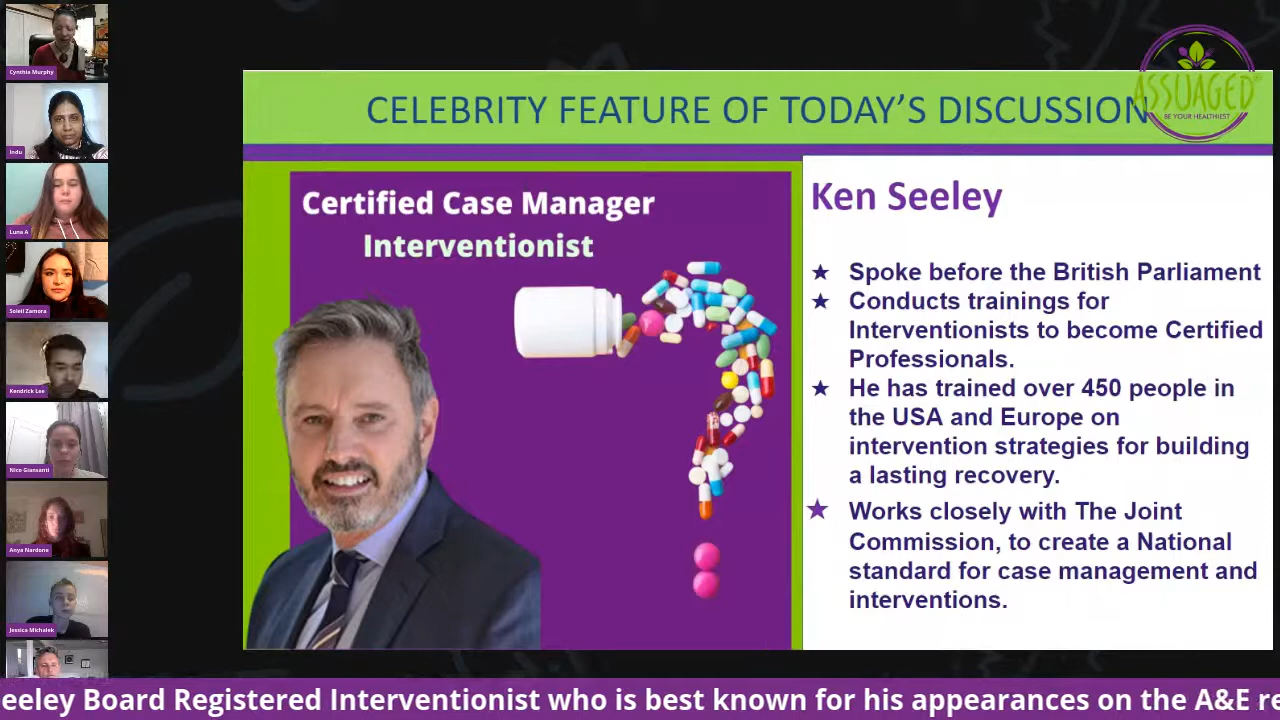 Cynthia Murphy
Indu
Luna A
Soleil Zamora
Kendrick Lee
Nico Giansanti
Anya Nardone
Jessica Michalek
CELEBRITY FEATURE OF TODAY'S DISCUSSION
ASSUAGED
BE YOUR HEALTHIEST
Certified Case Manager
Interventionist
Ken Seeley
★ Spoke before the British Parliament
★ Conducts trainings for
Interventionists to become Certified
Professionals.
★ He has trained over 450 people in
the USA and Europe on
intervention strategies for building
a lasting recovery.
★ Works closely with The Joint
Commission, to create a National
standard for case management and
interventions.
eeley Board Registered Interventionist who is best known for his appearances on the A&E re